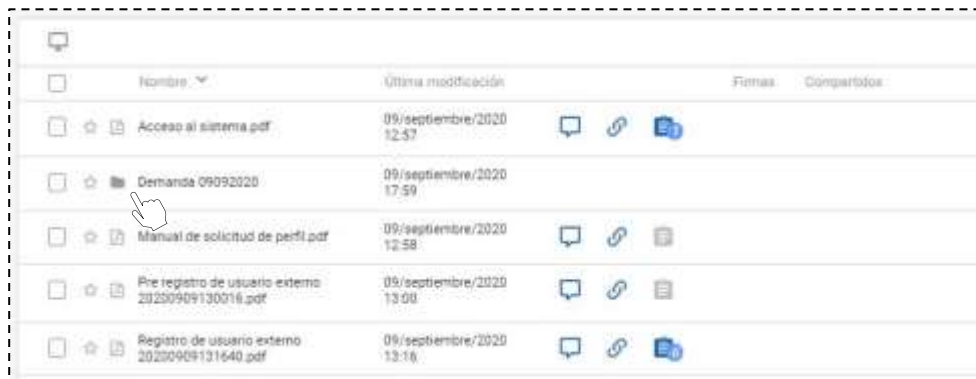 Nombre
Última modificación
Firmas
Compartidos
Acceso al sistema.pdf
09/septiembre/2020
12:57
Demanda 09092020
09/septiembre/2020
17:59
Manual de solicitud de perfil.pdf
09/septiembre/2020
12:58
Pre registro de usuario externo
20200909130016.pdf
09/septiembre/2020
13:00
Registro de usuario externo
20200909131640.pdf
09/septiembre/2020
13:16